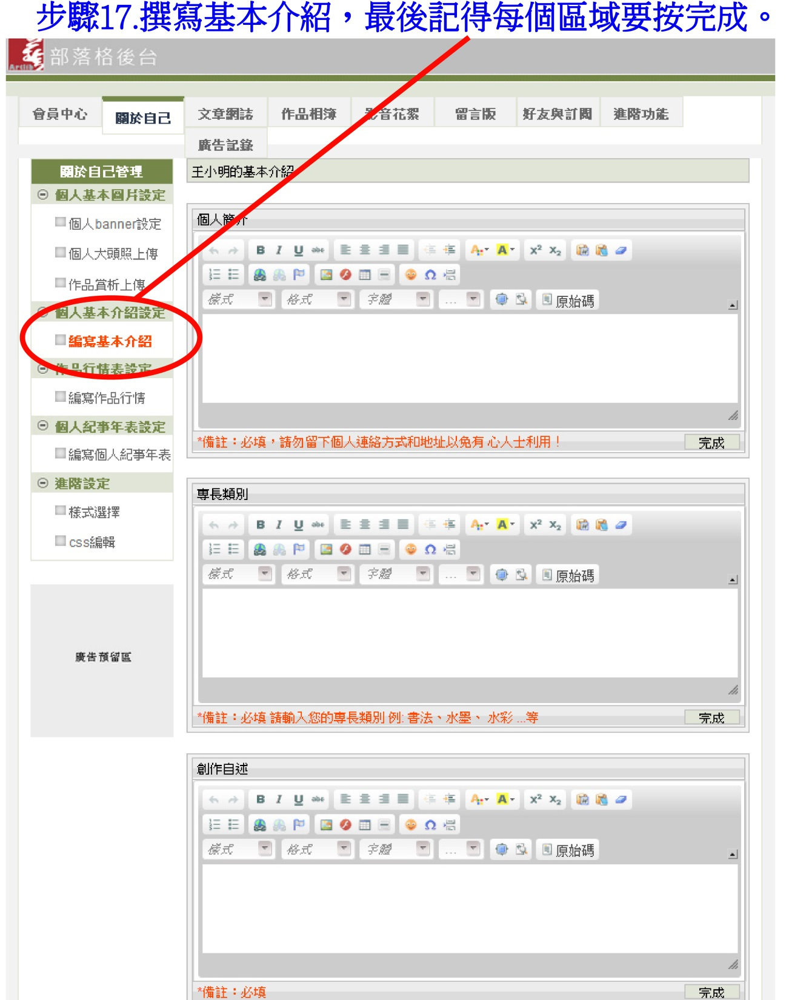 步驟17.撰寫基本介紹，最後記得每個區域要按完成。
Artlib
部落格後台
會員中心
關於自己
文章網誌
作品相簿
影音花絮
留言版
好友與訂閱
進階功能
廣告記錄
關於自己管理
個人基本圖片設定
個人banner設定
個人大頭照上傳
作品賞析上傳
個人基本介紹設定
編寫基本介紹
作品行情表設定
編寫作品行情
個人紀事年表設定
編寫個人紀事年表
進階設定
樣式選擇
css編輯
廣告預留區
王小明的基本介紹
個人簡介
樣式 格式 字體 ... 原始碼
*備註：必填，請勿留下個人連絡方式和地址以免有心人士利用！
完成
專長類別
樣式 格式 字體 ... 原始碼
*備註：必填 請輸入您的專長類別 例: 書法、水墨、 水彩 ...等
完成
創作自述
樣式 格式 字體 ... 原始碼
*備註：必填
完成